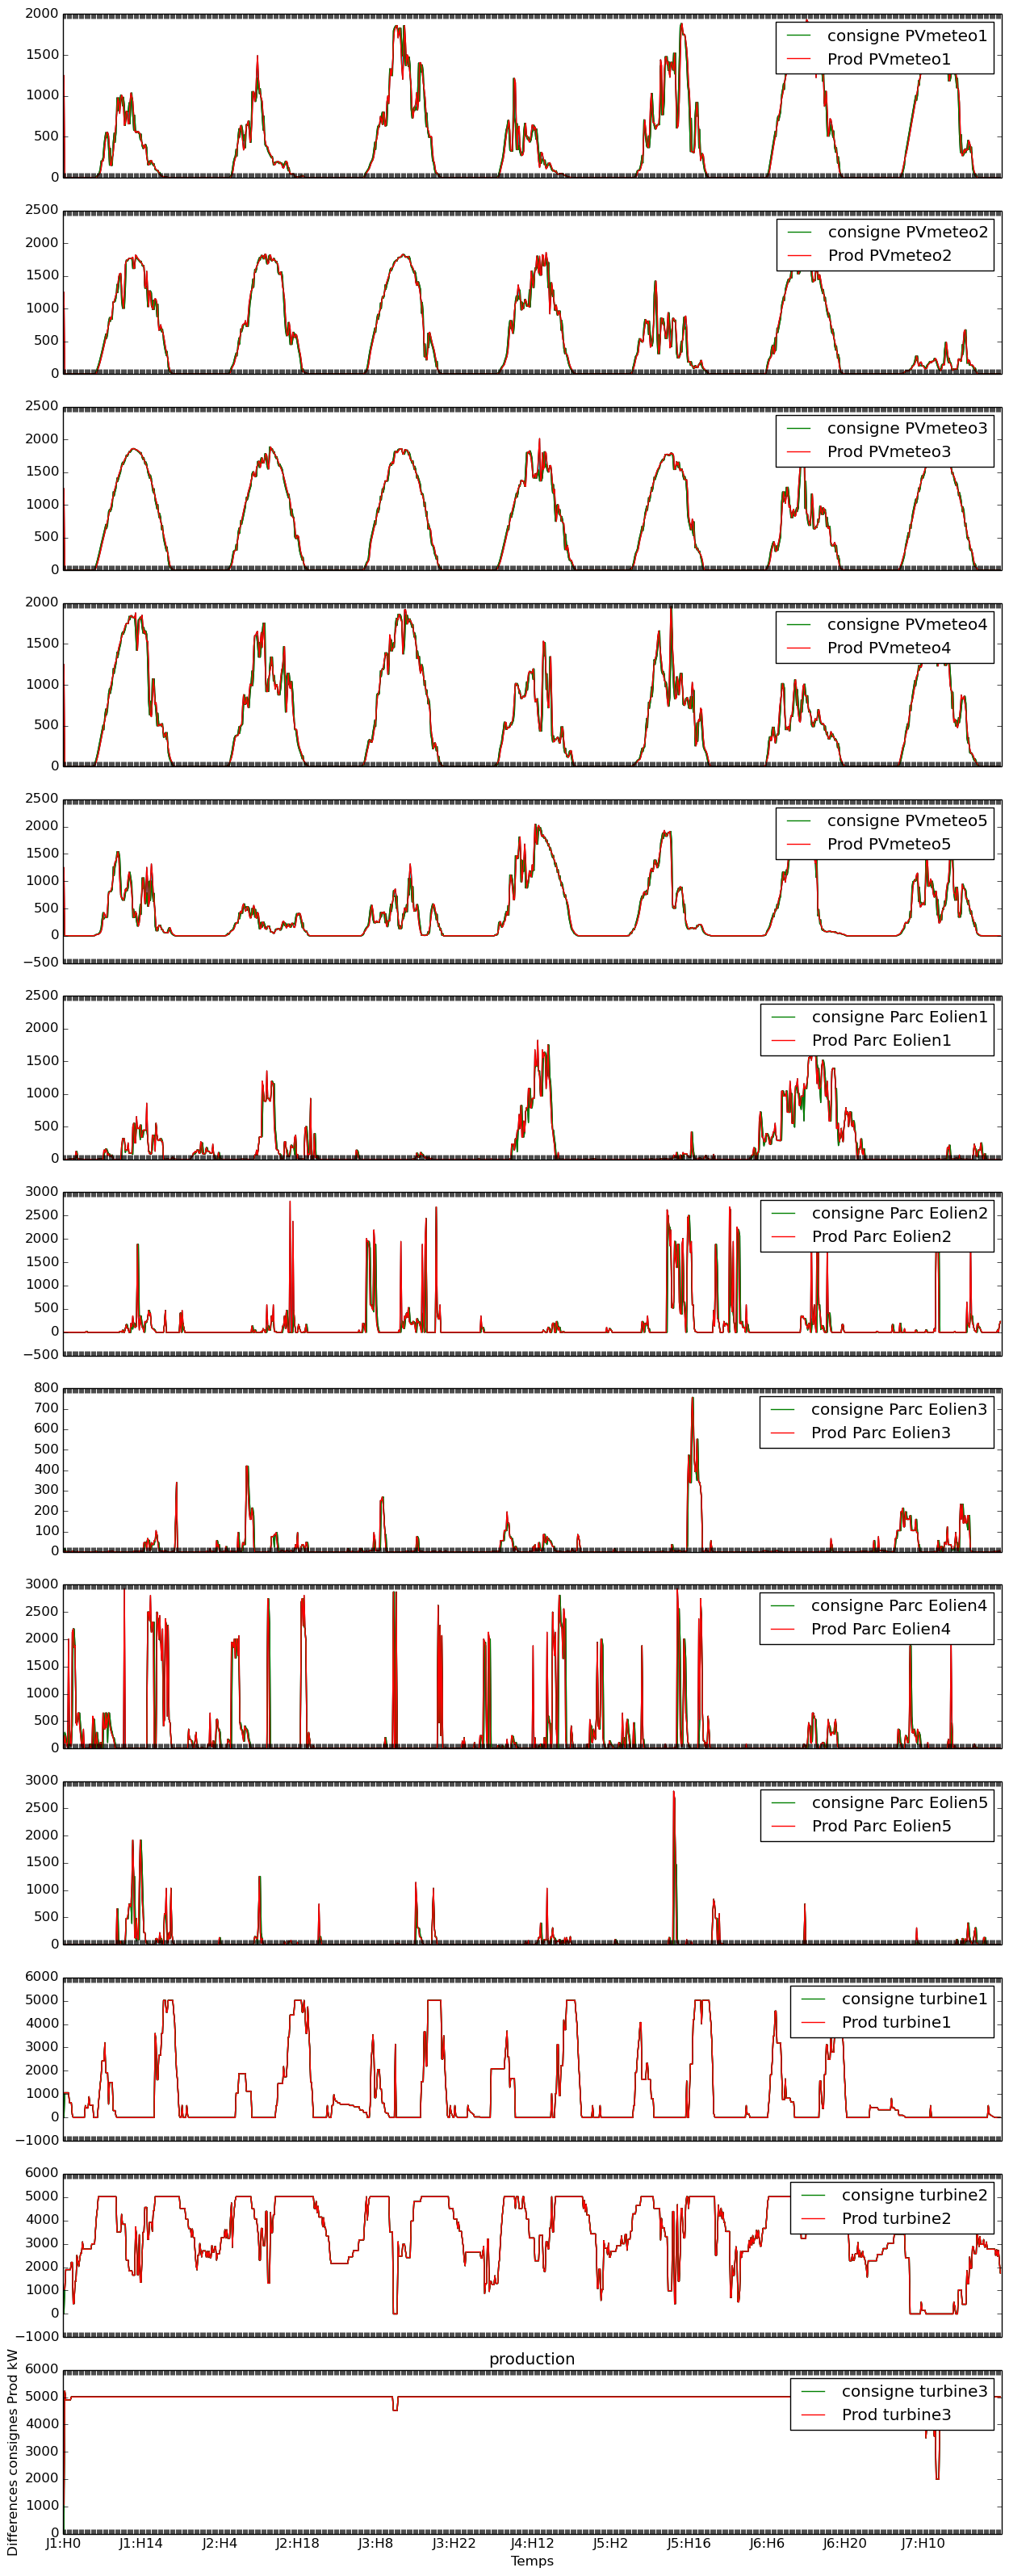 2000
1500
1000
500
0
consigne PVmeteo1
Prod PVmeteo1
2500
2000
1500
1000
500
0
consigne PVmeteo2
Prod PVmeteo2
2500
2000
1500
1000
500
0
consigne PVmeteo3
Prod PVmeteo3
2000
1500
1000
500
0
consigne PVmeteo4
Prod PVmeteo4
2500
2000
1500
1000
500
0
−500
consigne PVmeteo5
Prod PVmeteo5
2500
2000
1500
1000
500
0
consigne Parc Eolien1
Prod Parc Eolien1
3000
2500
2000
1500
1000
500
0
−500
consigne Parc Eolien2
Prod Parc Eolien2
800
700
600
500
400
300
200
100
0
consigne Parc Eolien3
Prod Parc Eolien3
3000
2500
2000
1500
1000
500
0
consigne Parc Eolien4
Prod Parc Eolien4
3000
2500
2000
1500
1000
500
0
consigne Parc Eolien5
Prod Parc Eolien5
6000
5000
4000
3000
2000
1000
0
−1000
consigne turbine1
Prod turbine1
6000
5000
4000
3000
2000
1000
0
−1000
consigne turbine2
Prod turbine2
production
Differences consignes Prod kW
6000
5000
4000
3000
2000
1000
0
consigne turbine3
Prod turbine3
J1:H0 J1:H14 J2:H4 J2:H18 J3:H8 J3:H22 J4:H12 J5:H2 J5:H16 J6:H6 J6:H20 J7:H10
Temps